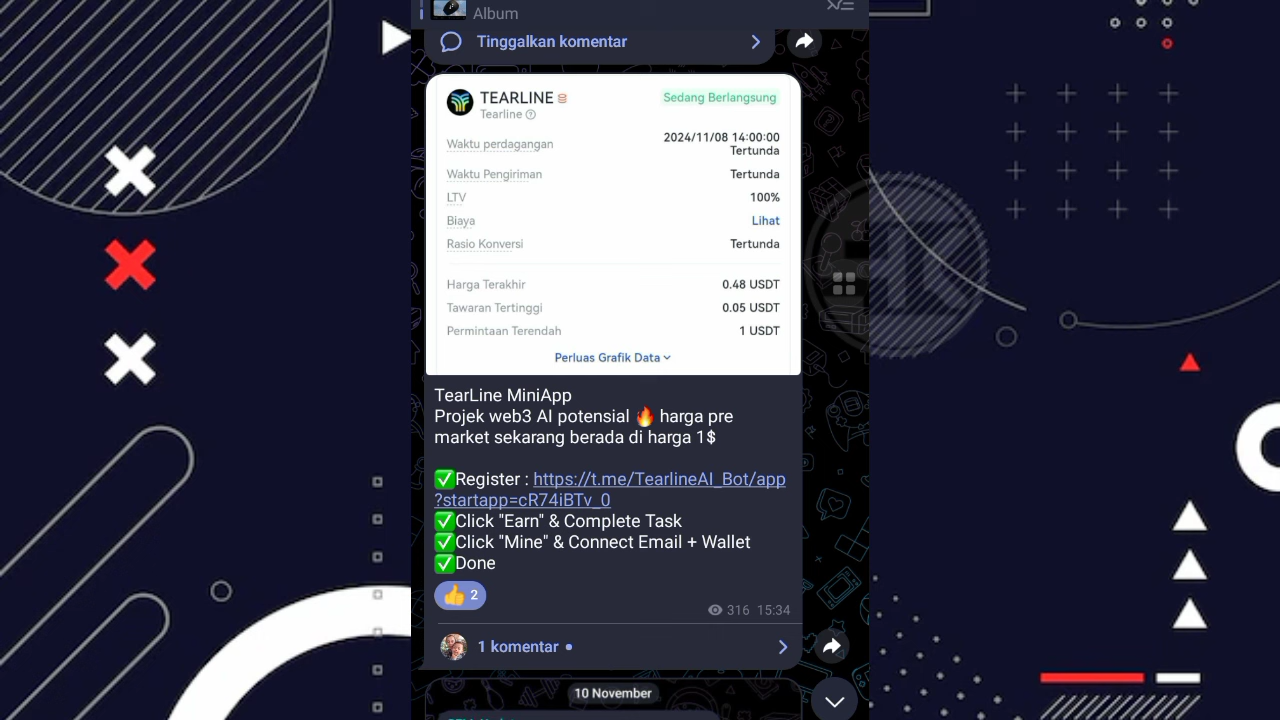 Album
Tinggalkan komentar
TEARLINE
Sedang Berlangsung
Tearline
Waktu perdagangan
2024/11/08 14:00:00
Tertunda
Waktu Pengiriman
Tertunda
LTV
100%
Biaya
Lihat
Rasio Konversi
Tertunda
Harga Terakhir
0.48 USDT
Tawaran Tertinggi
0.05 USDT
Permintaan Terendah
1 USDT
Perluas Grafik Data
TearLine MiniApp
Projek web3 AI potensial 🔥 harga pre
market sekarang berada di harga 1$
✅Register : https://t.me/TearlineAI_Bot/app
?startapp=cR74iBTv_0
✅Click "Earn" & Complete Task
✅Click "Mine" & Connect Email + Wallet
✅Done
👍 2
316 15:34
1 komentar
10 November